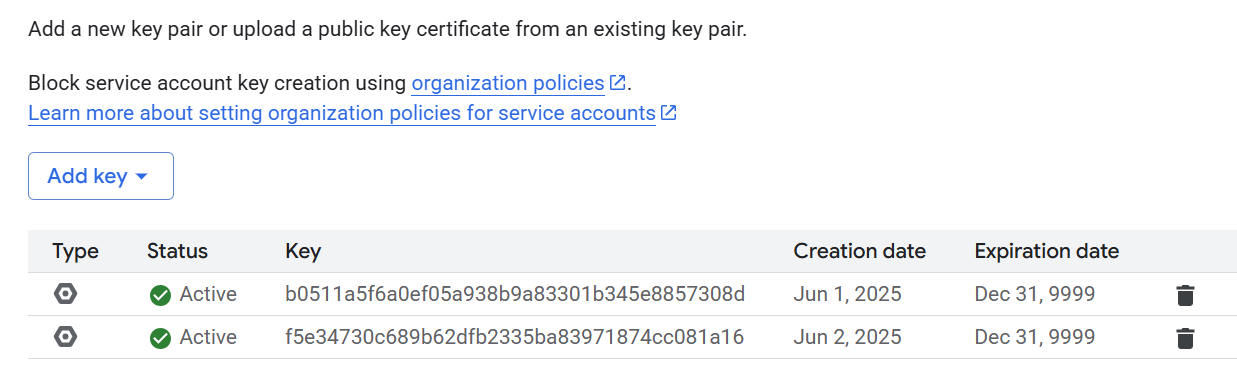 Add a new key pair or upload a public key certificate from an existing key pair.
Block service account key creation using organization policies.
Learn more about setting organization policies for service accounts
Add key
Type Status Key Creation date Expiration date
Active b0511a5f6a0ef05a938b9a83301b345e8857308d Jun 1, 2025 Dec 31, 9999
Active f5e34730c689b62dfb2335ba83971874cc081a16 Jun 2, 2025 Dec 31, 9999